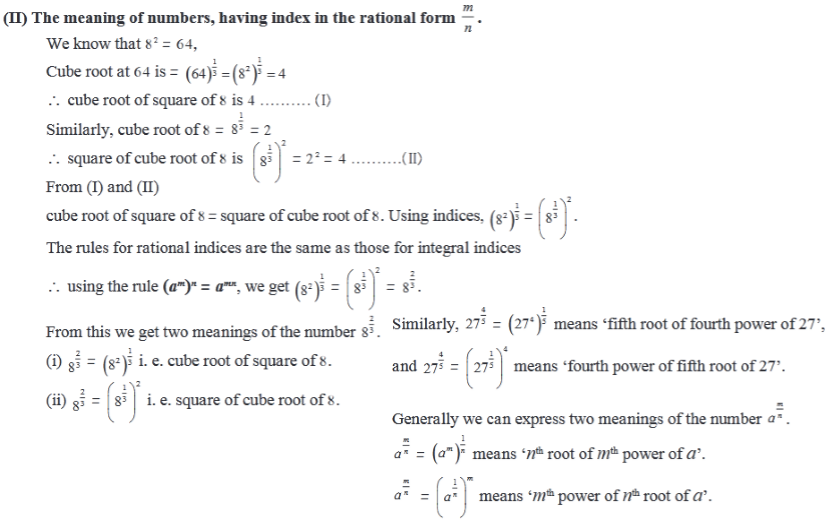 (II) The meaning of numbers, having index in the rational form m/n.
We know that 8² = 64,
Cube root at 64 is = (64)^(1/3) = (8²)^(1/3) = 4
∴ cube root of square of 8 is 4 .......... (I)
Similarly, cube root of 8 = 8^(1/3) = 2
∴ square of cube root of 8 is (8^(1/3))² = 2² = 4 ..........(II)
From (I) and (II)
cube root of square of 8 = square of cube root of 8. Using indices, (8²)^(1/3) = (8^(1/3))².
The rules for rational indices are the same as those for integral indices
∴ using the rule (aᵐ)ⁿ = aᵐⁿ, we get (8²)^(1/3) = (8^(1/3))² = 8^(2/3).
From this we get two meanings of the number 8^(2/3).
(i) 8^(2/3) = (8²)^(1/3) i. e. cube root of square of 8.
(ii) 8^(2/3) = (8^(1/3))² i. e. square of cube root of 8.
Similarly, 27^(4/5) = (27⁴)^(1/5) means ‘fifth root of fourth power of 27’,
and 27^(4/5) = (27^(1/5))⁴ means ‘fourth power of fifth root of 27’.
Generally we can express two meanings of the number a^(m/n).
a^(m/n) = (aᵐ)^(1/n) means ‘nᵗʰ root of mᵗʰ power of a’.
a^(m/n) = (a^(1/n))ᵐ means ‘mᵗʰ power of nᵗʰ root of a’.